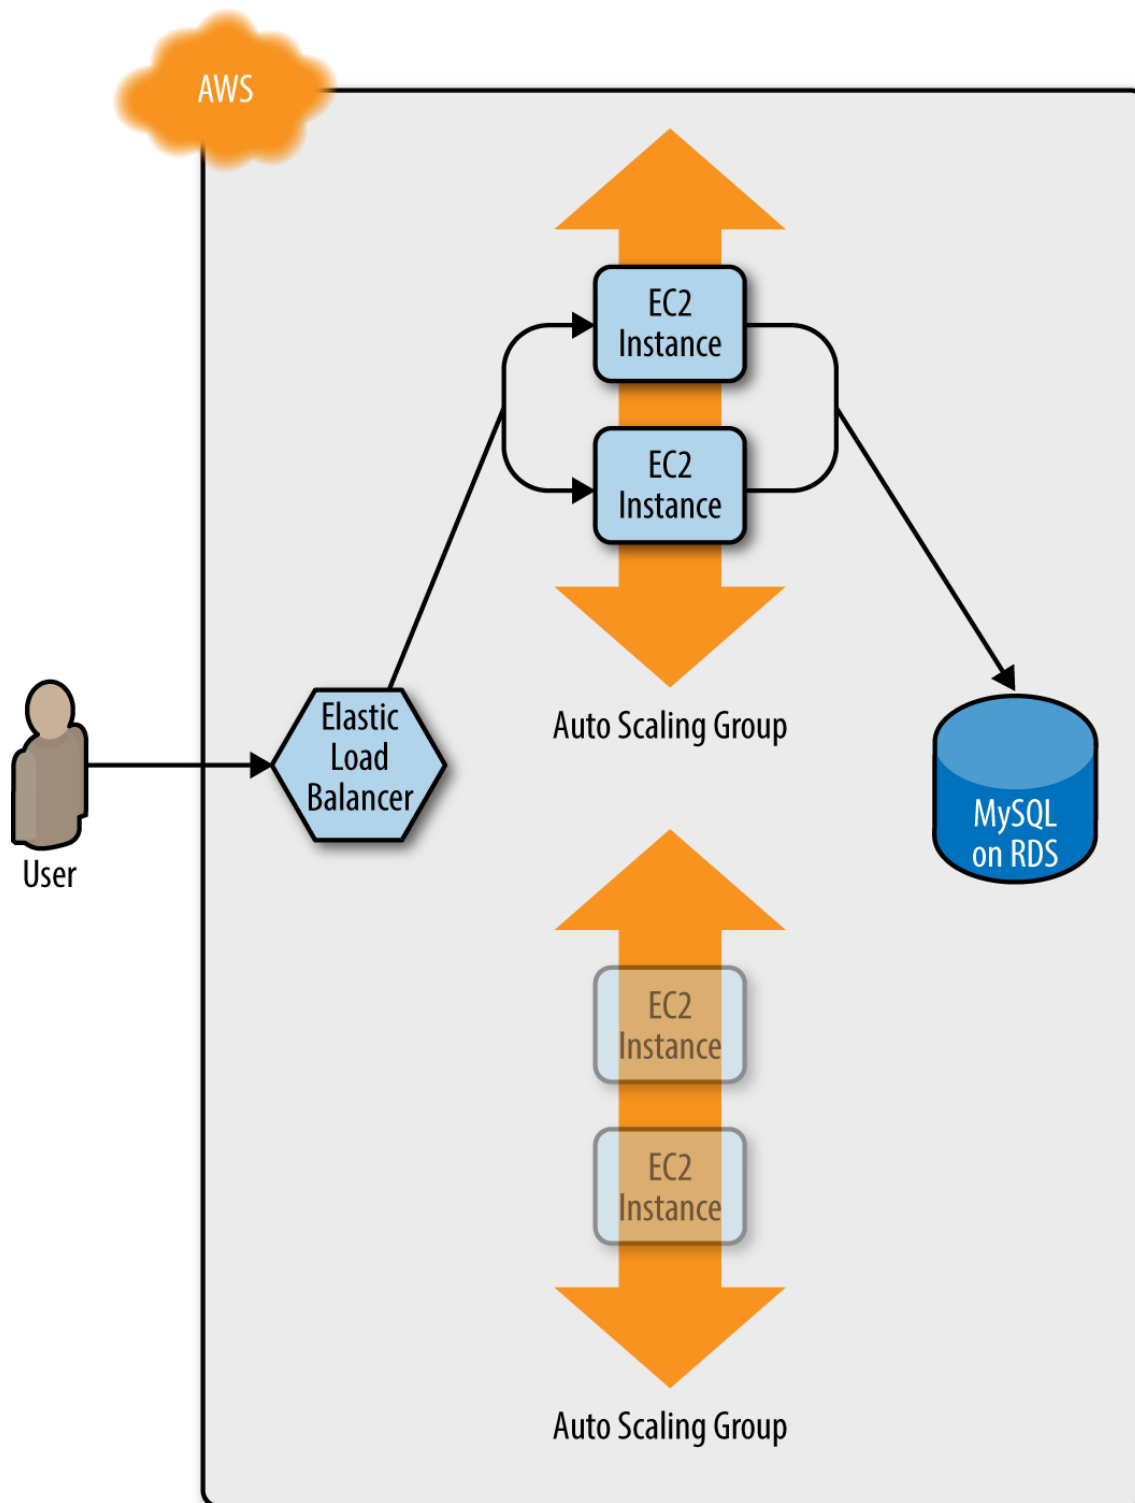 AWS
EC2
Instance
EC2
Instance
Auto Scaling Group
Elastic
Load
Balancer
User
MySQL
on RDS
EC2
Instance
EC2
Instance
Auto Scaling Group